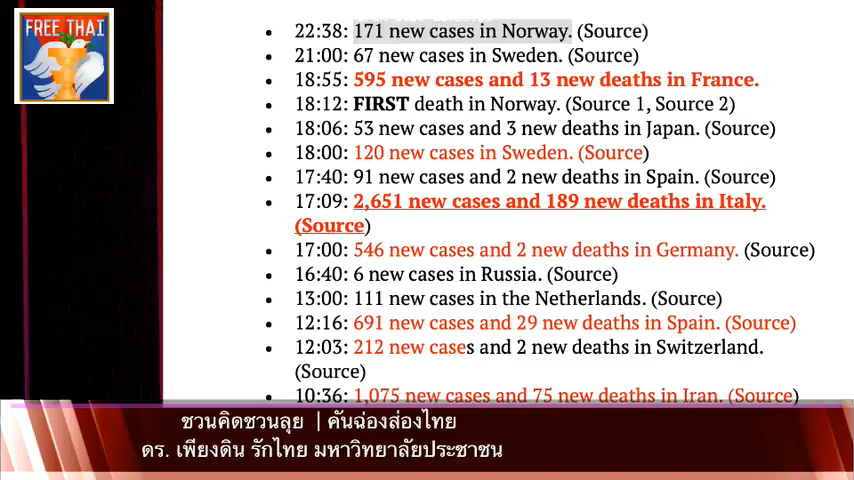 FREE THAI
22:38: 171 new cases in Norway. (Source)
21:00: 67 new cases in Sweden. (Source)
18:55: 595 new cases and 13 new deaths in France.
18:12: FIRST death in Norway. (Source 1, Source 2)
18:06: 53 new cases and 3 new deaths in Japan. (Source)
18:00: 120 new cases in Sweden. (Source)
17:40: 91 new cases and 2 new deaths in Spain. (Source)
17:09: 2,651 new cases and 189 new deaths in Italy.
(Source)
17:00: 546 new cases and 2 new deaths in Germany. (Source)
16:40: 6 new cases in Russia. (Source)
13:00: 111 new cases in the Netherlands. (Source)
12:16: 691 new cases and 29 new deaths in Spain. (Source)
12:03: 212 new cases and 2 new deaths in Switzerland.
(Source)
10:36: 1,075 new cases and 75 new deaths in Iran. (Source)
ชวนคิดชวนลุย | คันฉ่องส่องไทย
ดร. เพียงดิน รักไทย มหาวิทยาลัยประชาชน